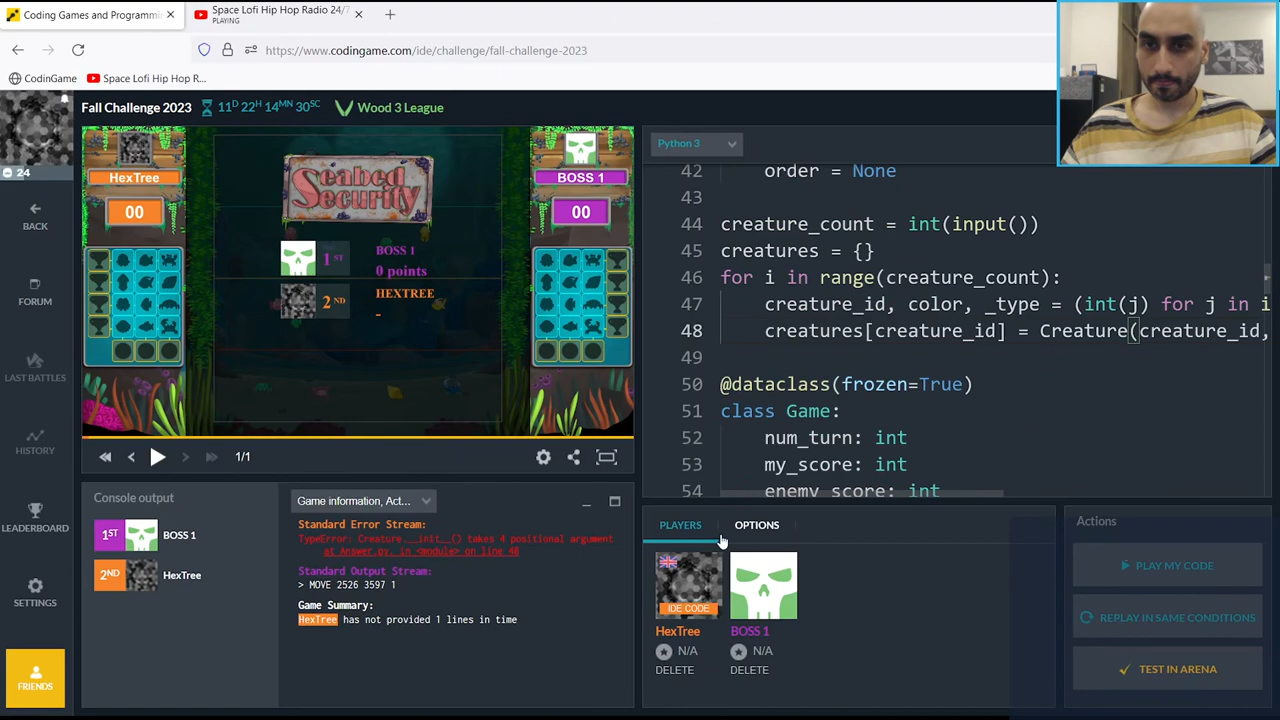 Coding Games and Programmi
Space Lofi Hip Hop Radio 24/7
PLAYING
https://www.codingame.com/ide/challenge/fall-challenge-2023
CodinGame
Space Lofi Hip Hop R...
Fall Challenge 2023
11D 22H 14MN 30SC
Wood 3 League
24
BACK
FORUM
LAST BATTLES
HISTORY
LEADERBOARD
SETTINGS
FRIENDS
HexTree
00
Seabed
Security
1ST
BOSS 1
0 points
2ND
HEXTREE
-
BOSS 1
00
1/1
Python 3
42 order = None
43
44 creature_count = int(input())
45 creatures = {}
46 for i in range(creature_count):
47 creature_id, color, _type = (int(j) for j in i
48 creatures[creature_id] = Creature(creature_id,
49
50 @dataclass(frozen=True)
51 class Game:
52 num_turn: int
53 my_score: int
54 enemy_score: int
Console output
1ST BOSS 1
2ND HexTree
Game information, Act...
Standard Error Stream:
TypeError: Creature.__init__() takes 4 positional argument
at Answer.py. in <module> on line 48
Standard Output Stream:
> MOVE 2526 3597 1
Game Summary:
HexTree has not provided 1 lines in time
PLAYERS
OPTIONS
IDE CODE
HexTree
N/A
DELETE
BOSS 1
N/A
DELETE
Actions
PLAY MY CODE
REPLAY IN SAME CONDITIONS
TEST IN ARENA